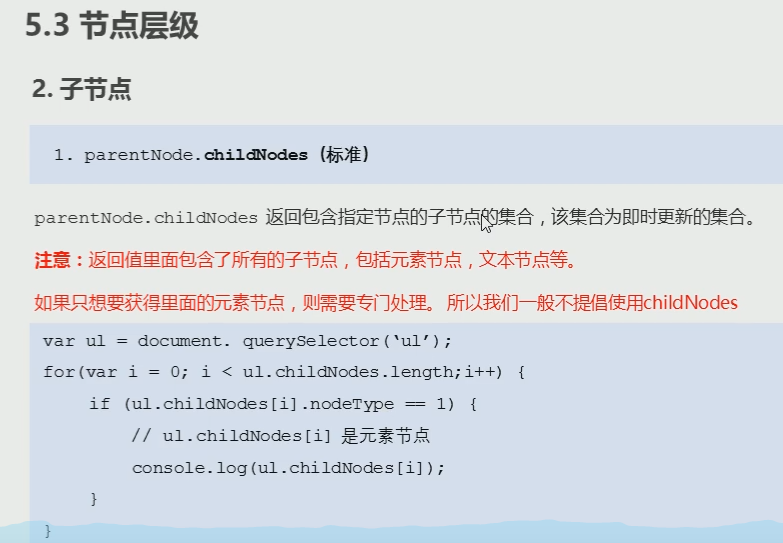 5.3 节点层级
2. 子节点
1. parentNode.childNodes（标准）
parentNode.childNodes 返回包含指定节点的子节点的集合，该集合为即时更新的集合。
注意：返回值里面包含了所有的子节点，包括元素节点，文本节点等。
如果只想要获得里面的元素节点，则需要专门处理。 所以我们一般不提倡使用childNodes
var ul = document. querySelector(‘ul’);
for(var i = 0; i < ul.childNodes.length;i++) {
if (ul.childNodes[i].nodeType == 1) {
// ul.childNodes[i] 是元素节点
console.log(ul.childNodes[i]);
}
}